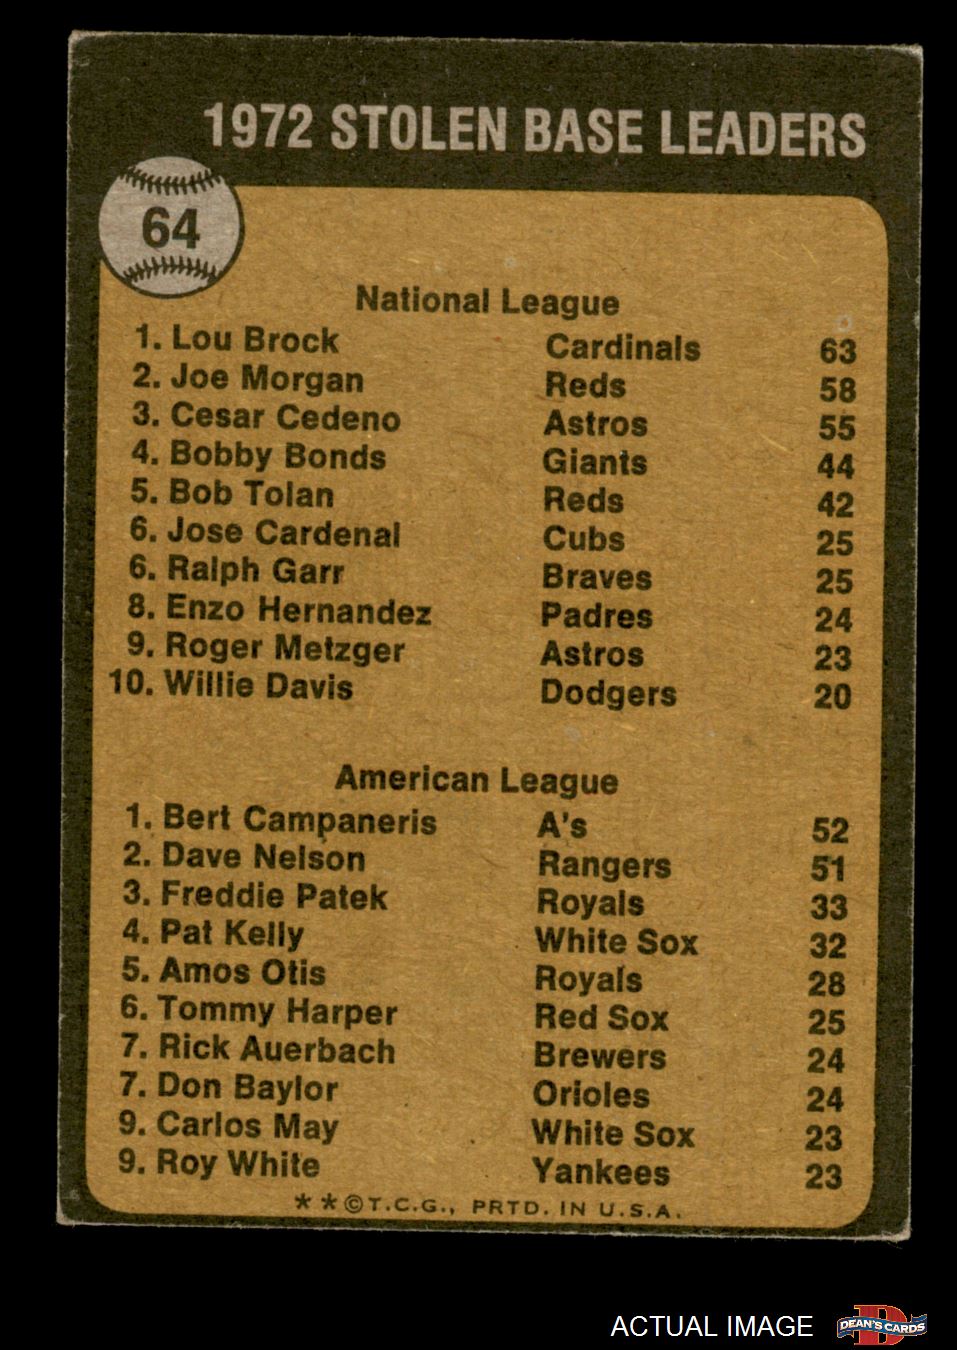 1972 STOLEN BASE LEADERS
64
National League
1. Lou Brock Cardinals 63
2. Joe Morgan Reds 58
3. Cesar Cedeno Astros 55
4. Bobby Bonds Giants 44
5. Bob Tolan Reds 42
6. Jose Cardenal Cubs 25
6. Ralph Garr Braves 25
8. Enzo Hernandez Padres 24
9. Roger Metzger Astros 23
10. Willie Davis Dodgers 20
American League
1. Bert Campaneris A's 52
2. Dave Nelson Rangers 51
3. Freddie Patek Royals 33
4. Pat Kelly White Sox 32
5. Amos Otis Royals 28
6. Tommy Harper Red Sox 25
7. Rick Auerbach Brewers 24
7. Don Baylor Orioles 24
9. Carlos May White Sox 23
9. Roy White Yankees 23
**©T.C.G., PRTD. IN U.S.A.
ACTUAL IMAGE
D
DEAN'S CARDS